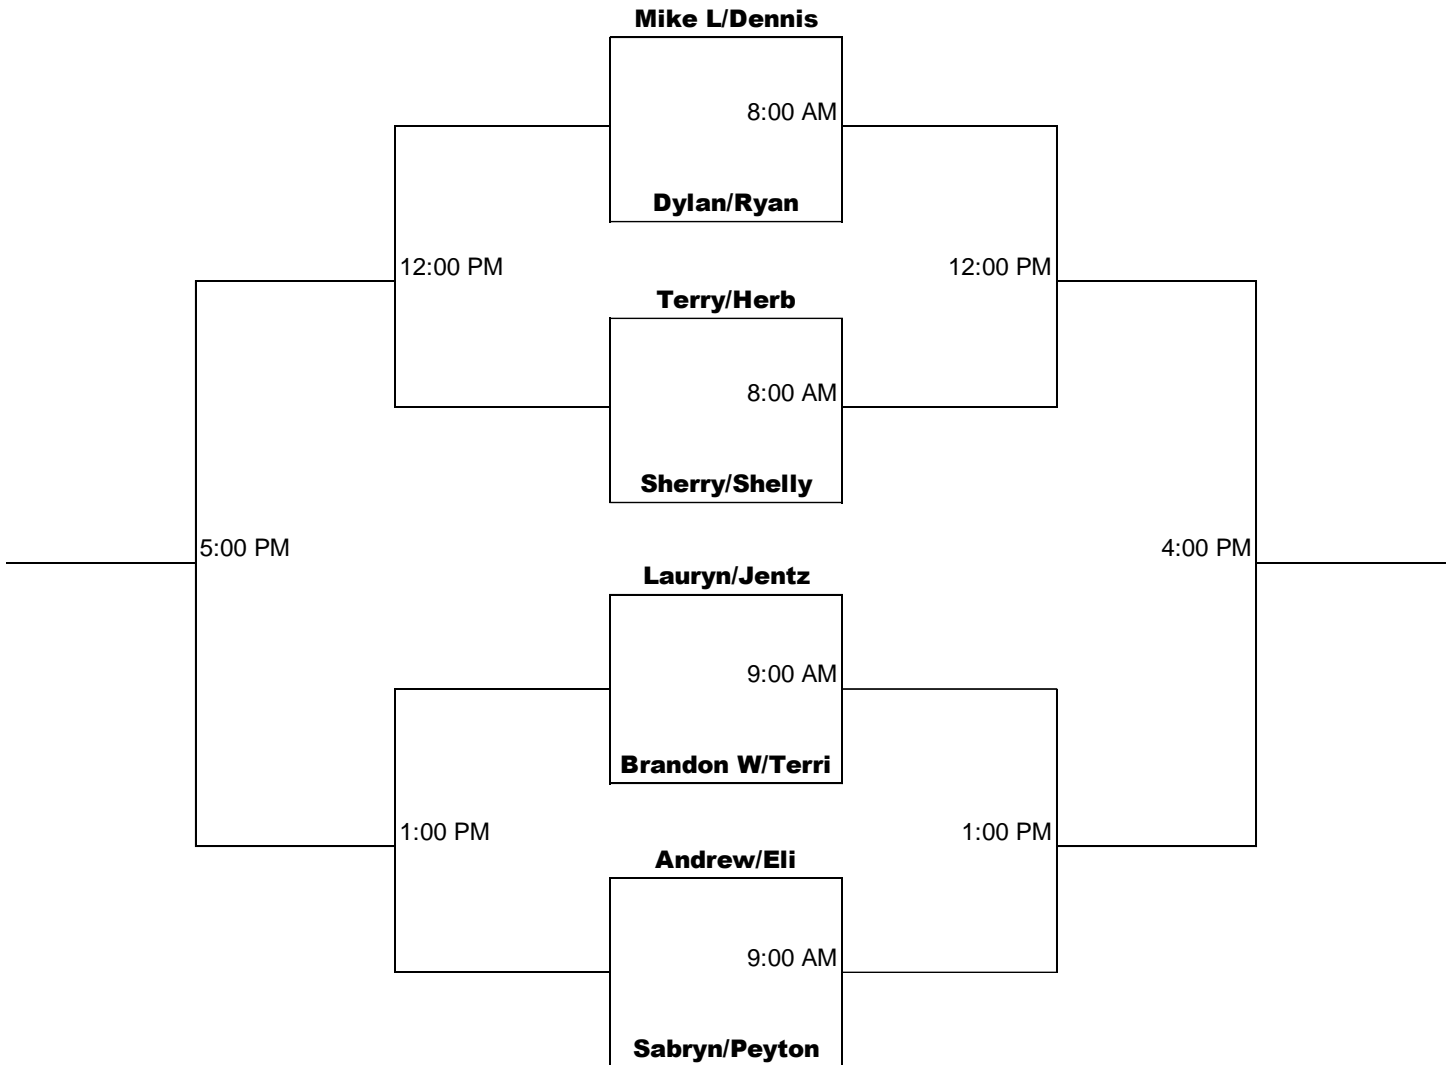 Mike L/Dennis
8:00 AM
Dylan/Ryan
12:00 PM
12:00 PM
Terry/Herb
8:00 AM
Sherry/Shelly
5:00 PM
4:00 PM
Lauryn/Jentz
9:00 AM
Brandon W/Terri
1:00 PM
1:00 PM
Andrew/Eli
9:00 AM
Sabryn/Peyton